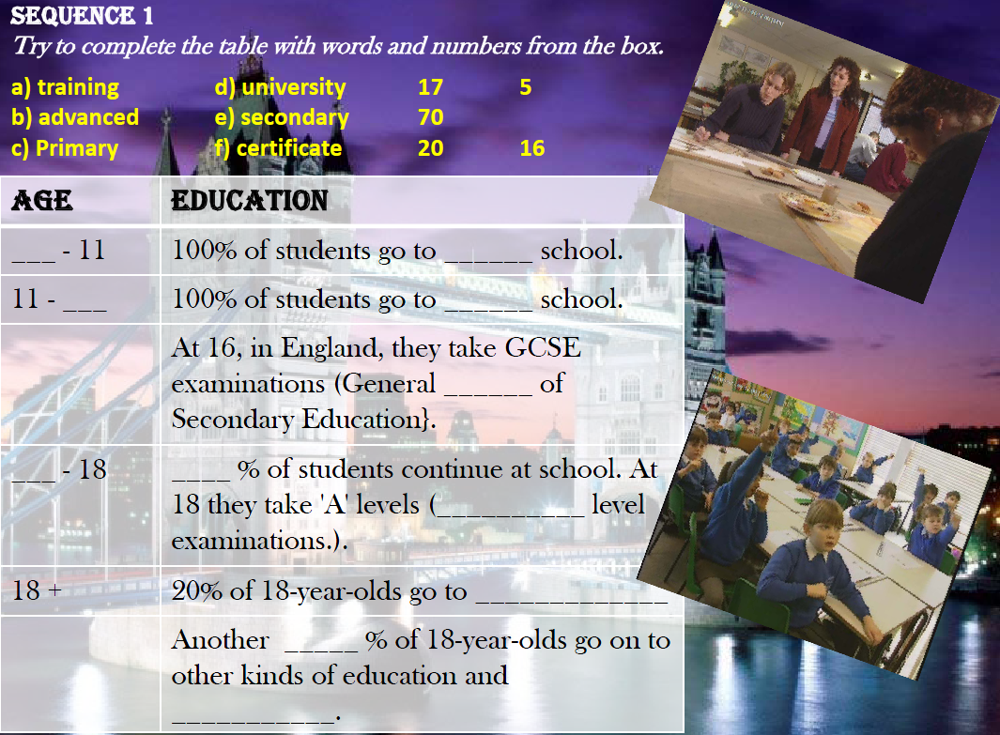 SEQUENCE 1
Try to complete the table with words and numbers from the box.
a) training d) university 17 5
b) advanced e) secondary 70
c) Primary f) certificate 20 16
AGE EDUCATION
___ - 11 100% of students go to ______ school.
11 - ___ 100% of students go to ______ school.
At 16, in England, they take GCSE
examinations (General ______ of
Secondary Education}.
___ - 18 ____ % of students continue at school. At
18 they take 'A' levels (__________ level
examinations.).
18 + 20% of 18-year-olds go to _____________
Another _____ % of 18-year-olds go on to
other kinds of education and
___________.